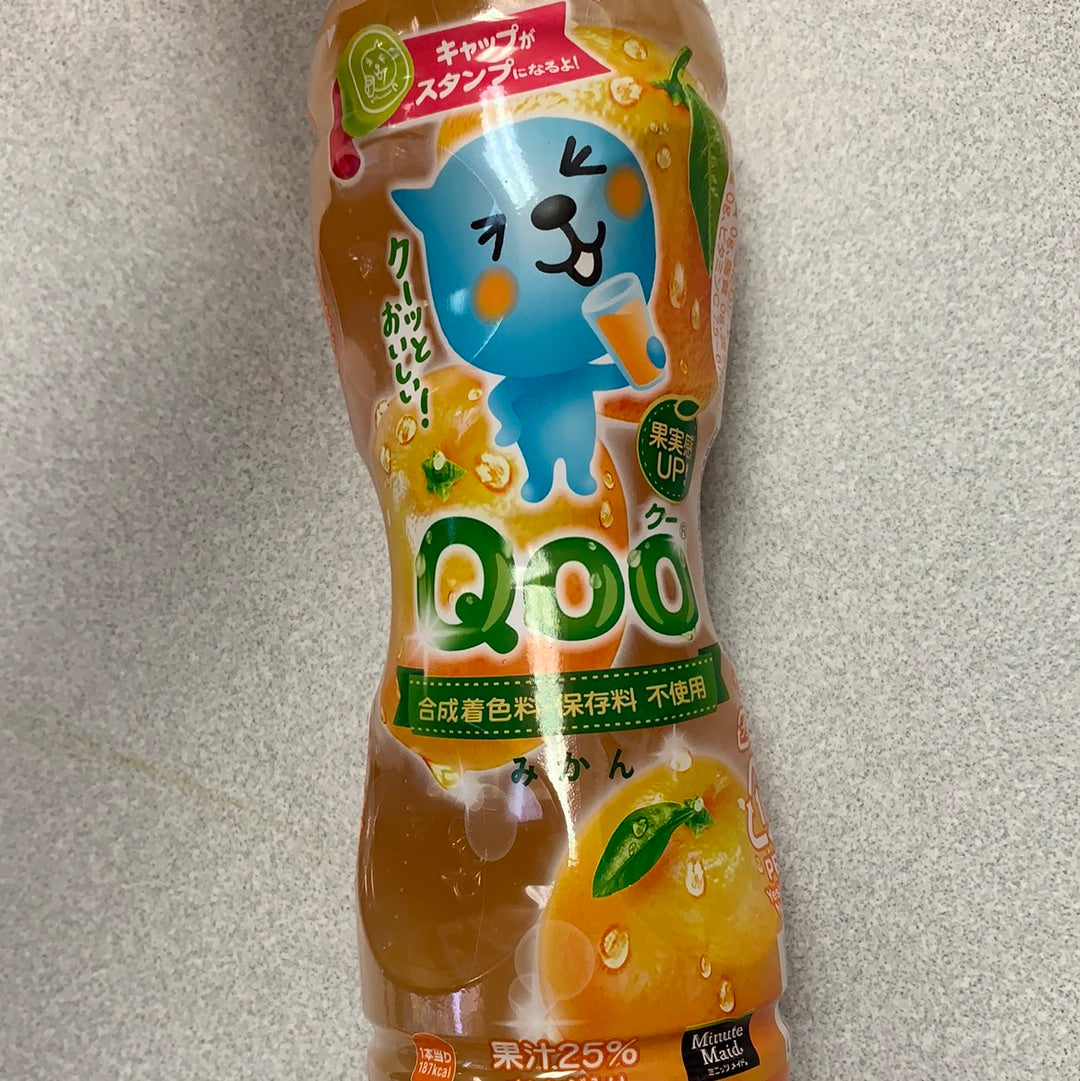 キャップが
スタンプになるよ!
クーッと
おいしい!
果実感
UP!
クー
Qoo®
合成着色料・保存料 不使用
みかん
1本当り
187kcal
果汁25%
Minute
Maid®
ミニッツメイド®